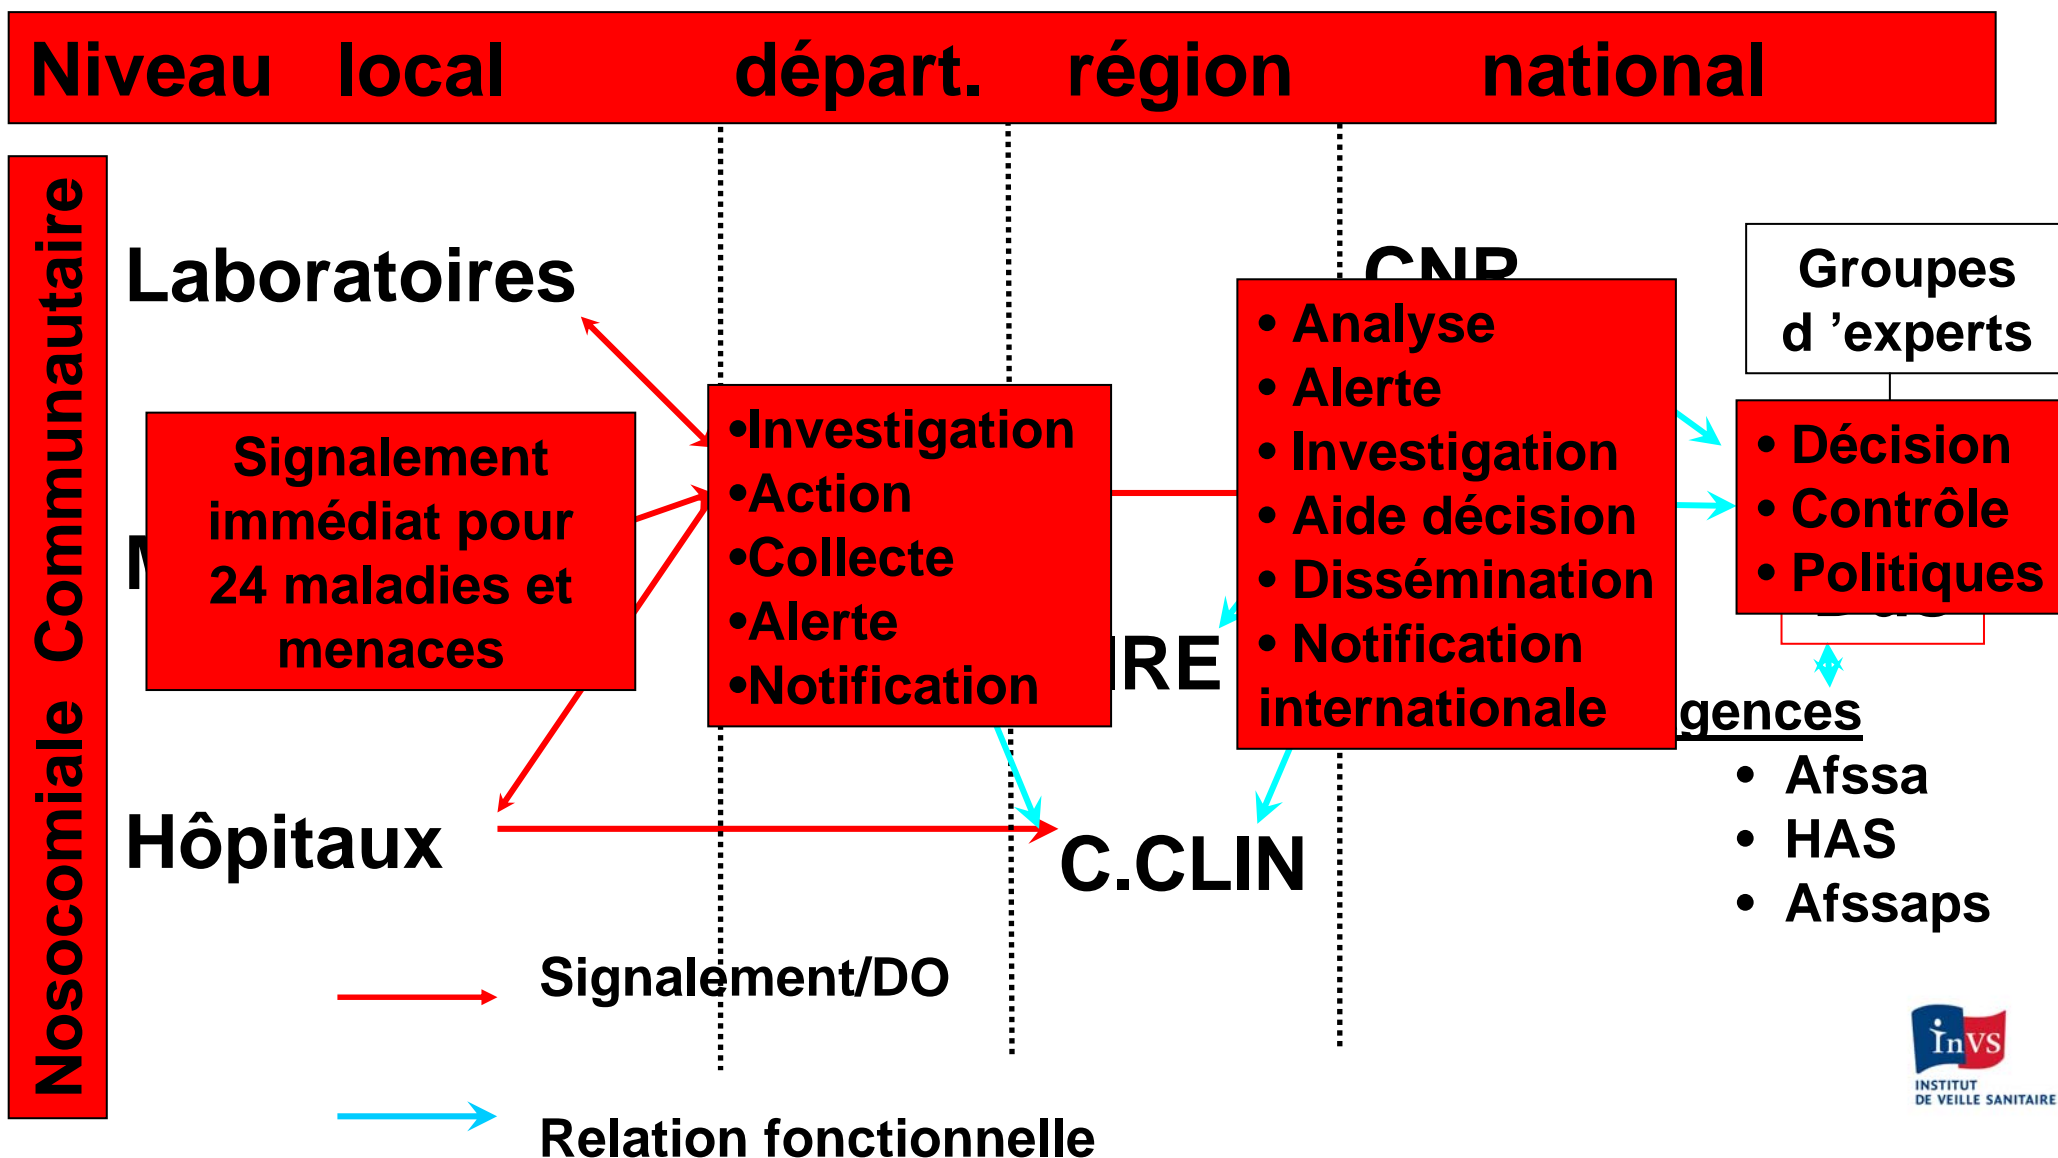 Niveau local départ. région national
Nosocomiale Communautaire
Laboratoires
CNR
Groupes
d ’experts
Signalement
immédiat pour
24 maladies et
menaces
•Investigation
•Action
•Collecte
•Alerte
•Notification
• Analyse
• Alerte
• Investigation
• Aide décision
• Dissémination
• Notification
internationale
• Décision
• Contrôle
• Politiques
IRE
gences
• Afssa
• HAS
• Afssaps
Hôpitaux
C.CLIN
Signalement/DO
Relation fonctionnelle
InVS
INSTITUT
DE VEILLE SANITAIRE